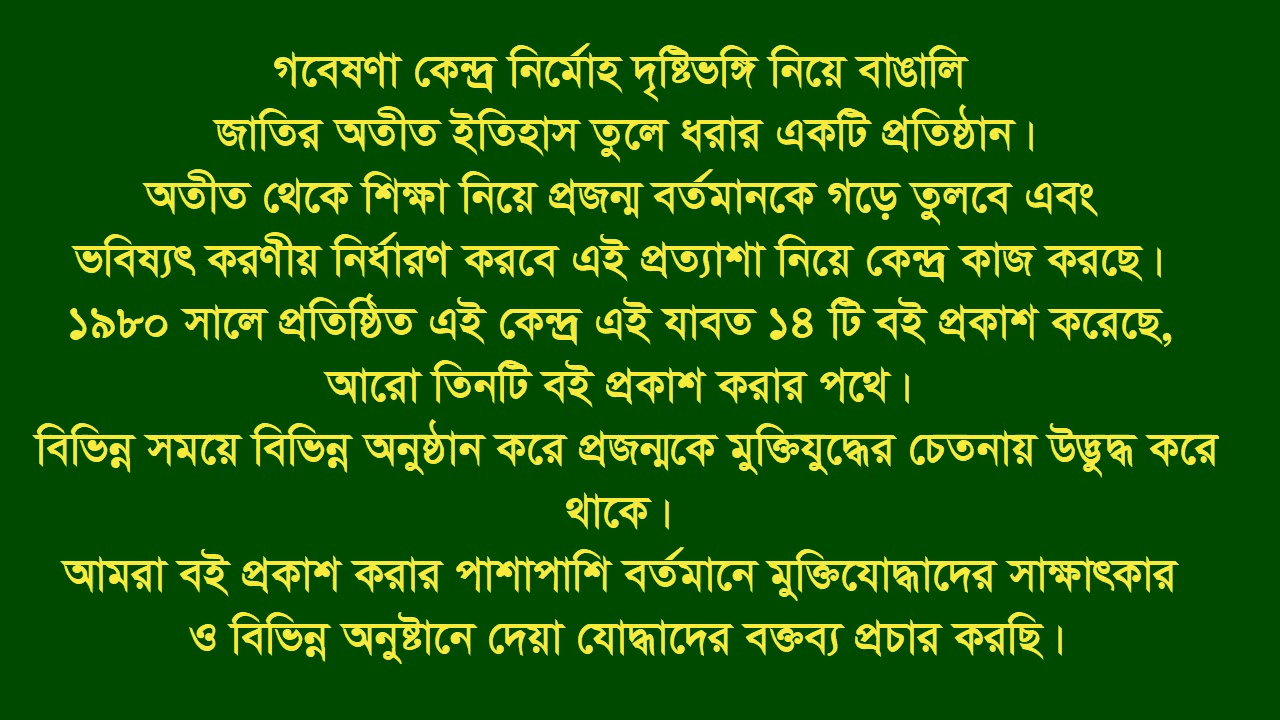 গবেষণা কেন্দ্র নির্মোহ দৃষ্টিভঙ্গি নিয়ে বাঙালি
জাতির অতীত ইতিহাস তুলে ধরার একটি প্রতিষ্ঠান।
অতীত থেকে শিক্ষা নিয়ে প্রজন্ম বর্তমানকে গড়ে তুলবে এবং
ভবিষ্যৎ করণীয় নির্ধারণ করবে এই প্রত্যাশা নিয়ে কেন্দ্র কাজ করছে।
১৯৮০ সালে প্রতিষ্ঠিত এই কেন্দ্র এই যাবত ১৪ টি বই প্রকাশ করেছে,
আরো তিনটি বই প্রকাশ করার পথে।
বিভিন্ন সময়ে বিভিন্ন অনুষ্ঠান করে প্রজন্মকে মুক্তিযুদ্ধের চেতনায় উদ্ভুদ্ধ করে
থাকে।
আমরা বই প্রকাশ করার পাশাপাশি বর্তমানে মুক্তিযোদ্ধাদের সাক্ষাৎকার
ও বিভিন্ন অনুষ্টানে দেয়া যোদ্ধাদের বক্তব্য প্রচার করছি।